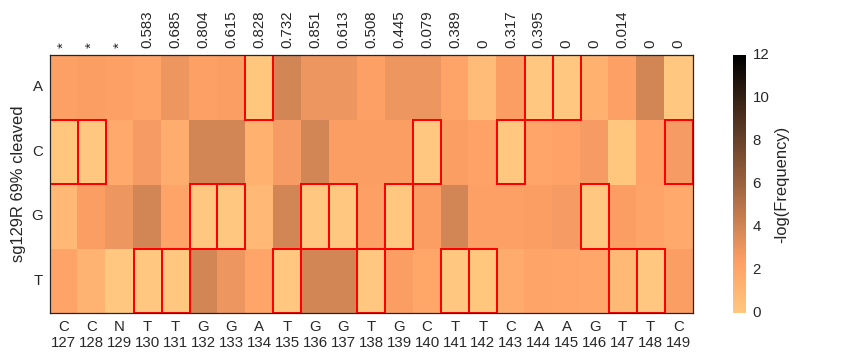 * * * 0.583 0.685 0.804 0.615 0.828 0.732 0.851 0.613 0.508 0.445 0.079 0.389 0 0.317 0.395 0 0 0.014 0 0
A
C
G
T
sg129R 69% cleaved
C C N T T G G A T G G T G C T T C A A G T T C
127 128 129 130 131 132 133 134 135 136 137 138 139 140 141 142 143 144 145 146 147 148 149
12
10
8
6
4
2
0
-log(Frequency)